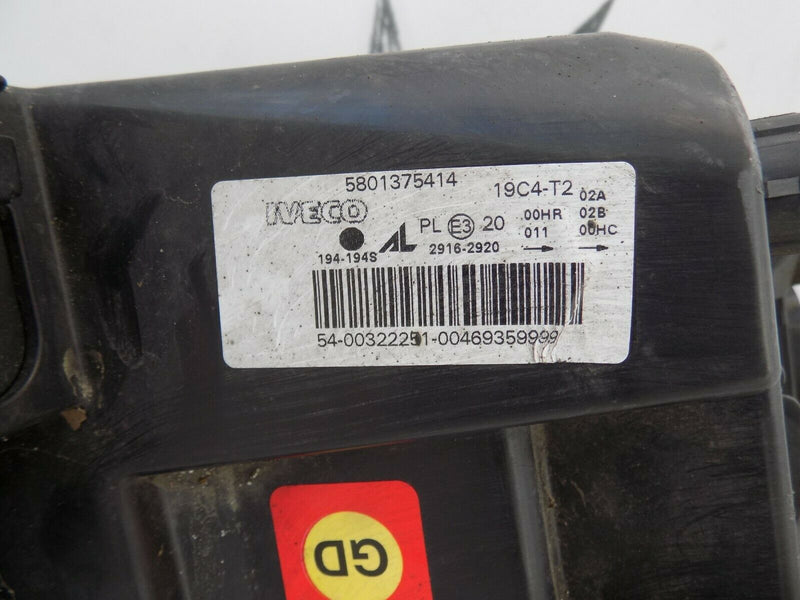 5801375414 19C4-T2
IVECO
02A
AL PL E3 20 .00HR 02B
011 00HC
194-194S 2916-2920
54-00322251-00469359999
GD